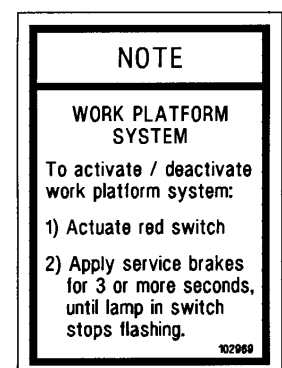 NOTE
WORK PLATFORM
SYSTEM
To activate / deactivate
work platform system:
1) Actuate red switch
2) Apply service brakes
for 3 or more seconds,
until lamp in switch
stops flashing.
102969